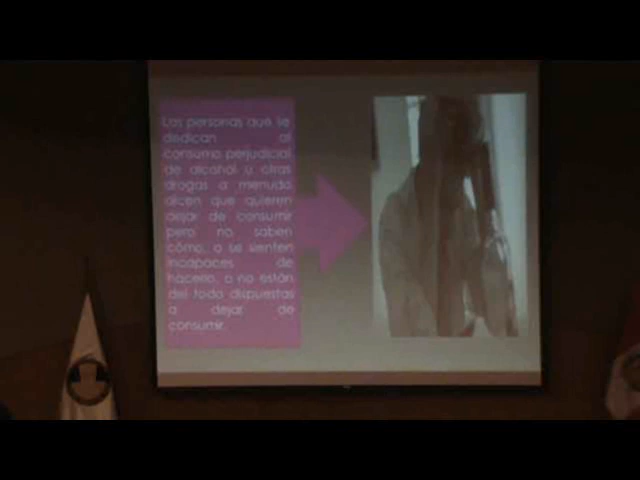 Las personas que se
dedican al
consumo perjudicial
de alcohol u otras
drogas a menudo
dicen que quieren
dejar de consumir
pero no saben
cómo, o se sienten
incapaces de
hacerlo, o no están
del todo dispuestas
a dejar de
consumir.